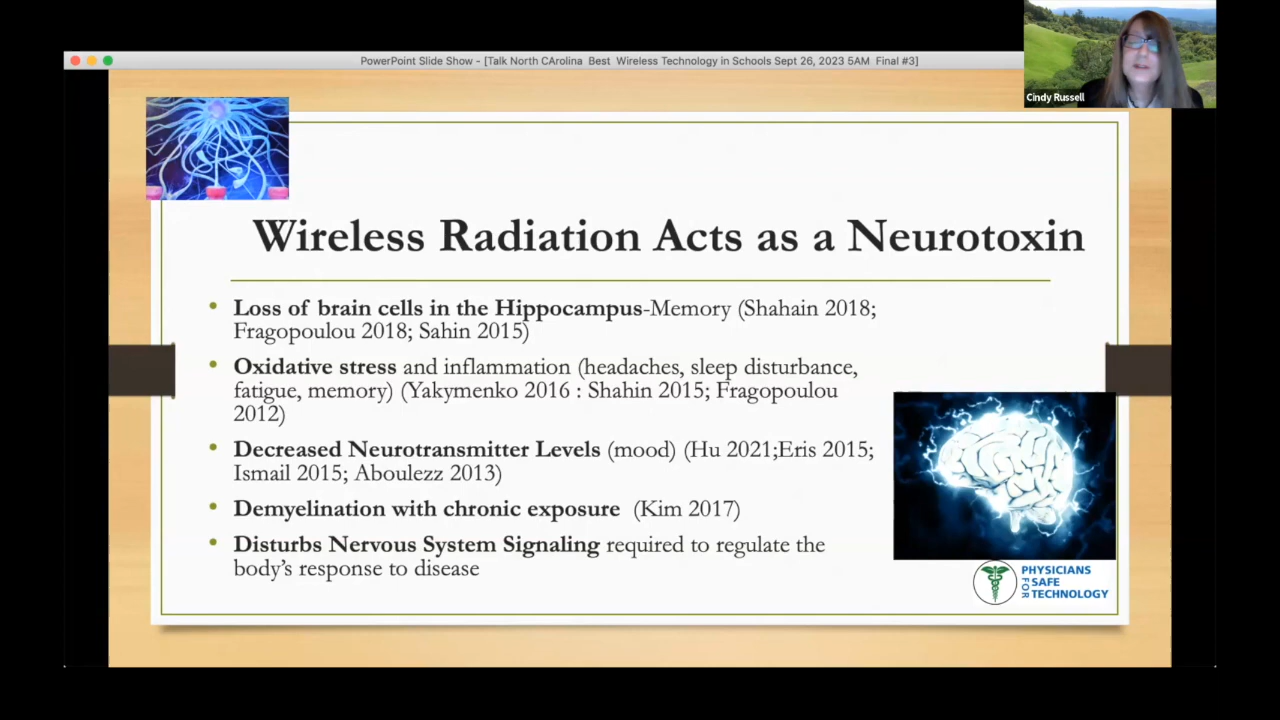 PowerPoint Slide Show - [Talk North CArolina Best Wireless Technology in Schools Sept 26, 2023 5AM Final #3]
Cindy Russell
Wireless Radiation Acts as a Neurotoxin
• Loss of brain cells in the Hippocampus-Memory (Shahain 2018;
Fragopoulou 2018; Sahin 2015)
• Oxidative stress and inflammation (headaches, sleep disturbance,
fatigue, memory) (Yakymenko 2016 : Shahin 2015; Fragopoulou
2012)
• Decreased Neurotransmitter Levels (mood) (Hu 2021;Eris 2015;
Ismail 2015; Aboulezz 2013)
• Demyelination with chronic exposure (Kim 2017)
• Disturbs Nervous System Signaling required to regulate the
body's response to disease
PHYSICIANS
FOR SAFE
TECHNOLOGY